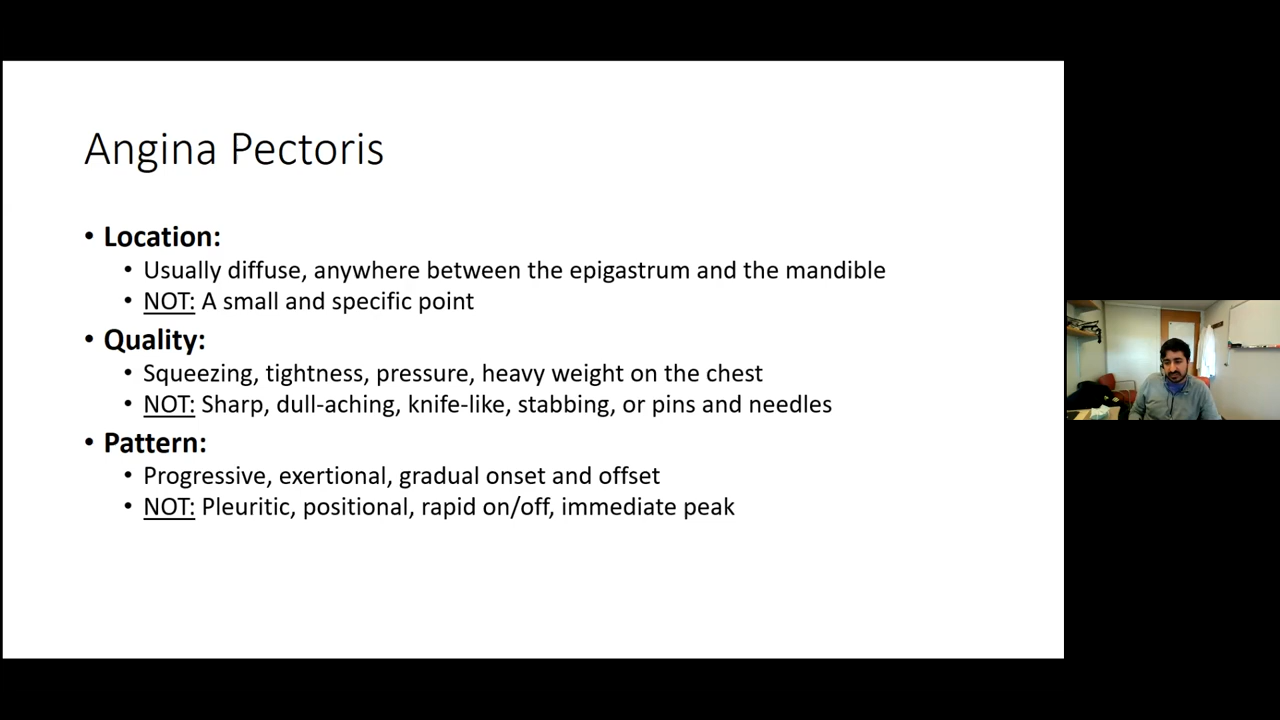 Angina Pectoris
• Location:
• Usually diffuse, anywhere between the epigastrum and the mandible
• NOT: A small and specific point
• Quality:
• Squeezing, tightness, pressure, heavy weight on the chest
• NOT: Sharp, dull-aching, knife-like, stabbing, or pins and needles
• Pattern:
• Progressive, exertional, gradual onset and offset
• NOT: Pleuritic, positional, rapid on/off, immediate peak